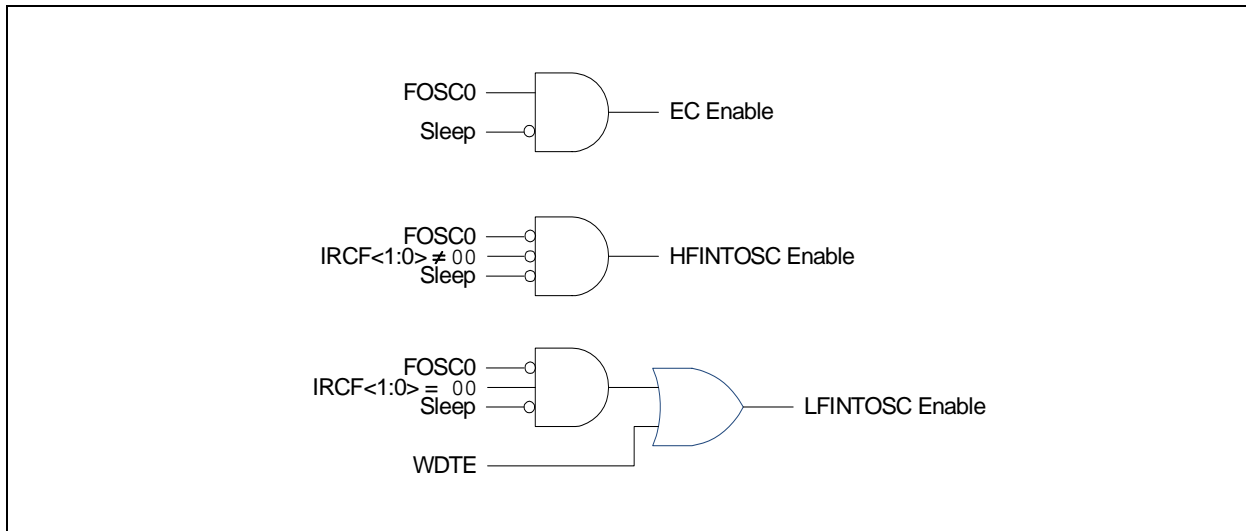 FOSC0
Sleep
EC Enable
FOSC0
IRCF<1:0> ≠ 00
Sleep
HFINTOSC Enable
FOSC0
IRCF<1:0> = 00
Sleep
LFINTOSC Enable
WDTE